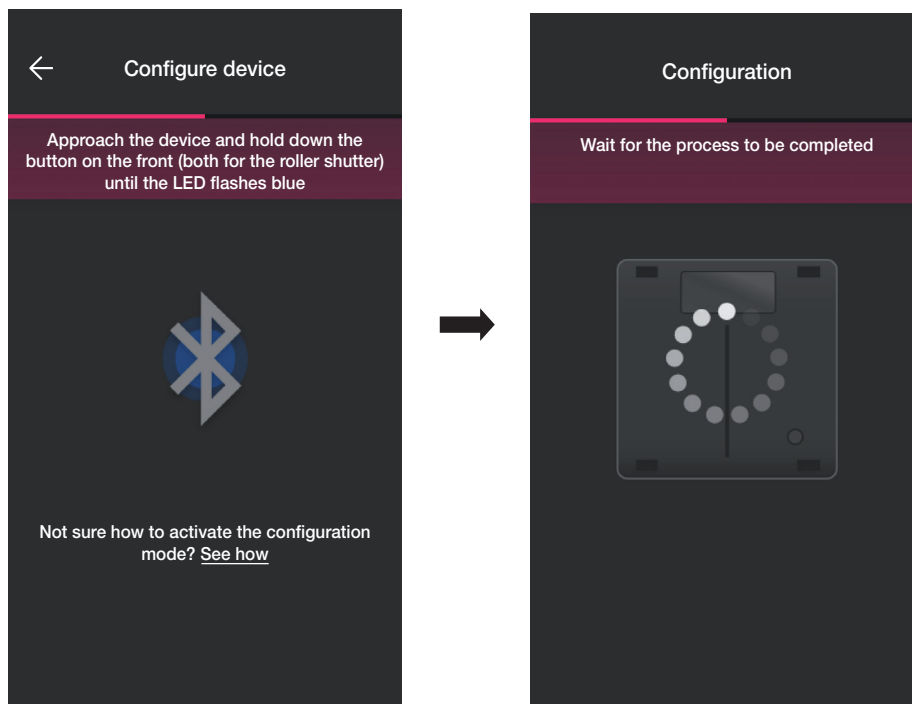 Configure device
Approach the device and hold down the
button on the front (both for the roller shutter)
until the LED flashes blue
Not sure how to activate the configuration
mode? See how
Configuration
Wait for the process to be completed